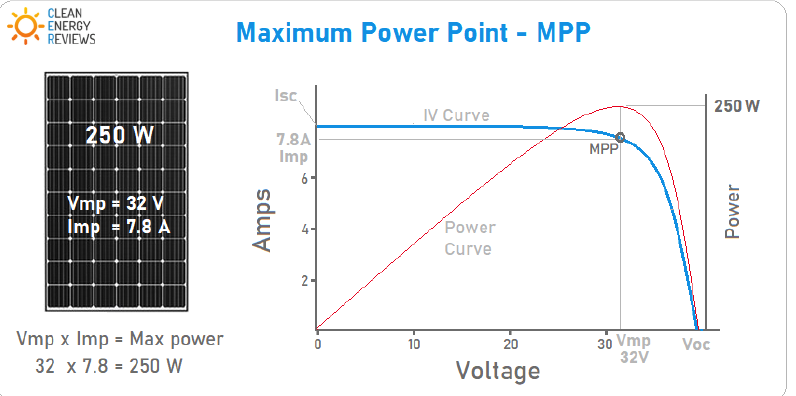 CLEAN
ENERGY
REVIEWS
Maximum Power Point - MPP
250 W
Vmp = 32 V
Imp = 7.8 A
Vmp x Imp = Max power
32 x 7.8 = 250 W
Isc
IV Curve
250 W
7.8A
Imp
MPP
6
Amps
Power
4
Power
Curve
2
0
10
20
30
Vmp
32V
Voc
Voltage